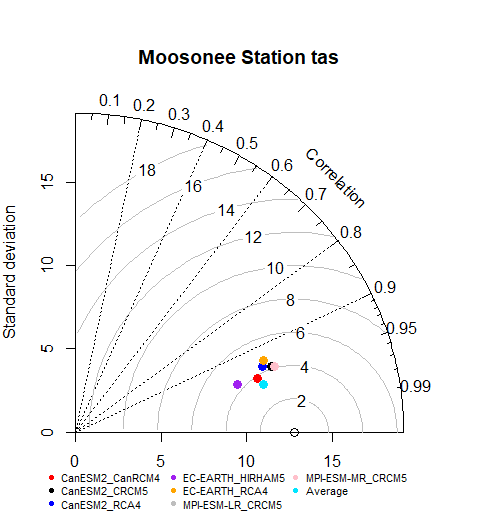 Moosonee Station tas
0.1 0.2 0.3 0.4 0.5 0.6 0.7 0.8 0.9 0.95 0.99
Correlation
18 16 14 12 10 8 6 4 2
Standard deviation
15
10
5
0
0 5 10 15
CanESM2_CanRCM4 EC-EARTH_HIRHAM5 MPI-ESM-MR_CRCM5
CanESM2_CRCM5 EC-EARTH_RCA4 Average
CanESM2_RCA4 MPI-ESM-LR_CRCM5